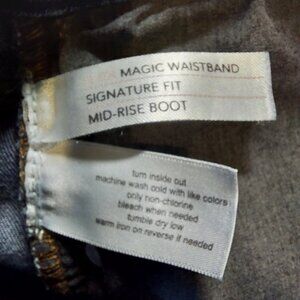 MAGIC WAISTBAND
SIGNATURE FIT
MID-RISE BOOT
turn inside out
machine wash cold with like colors
only non-chlorine
bleach when needed
tumble dry low
warm iron on reverse if needed